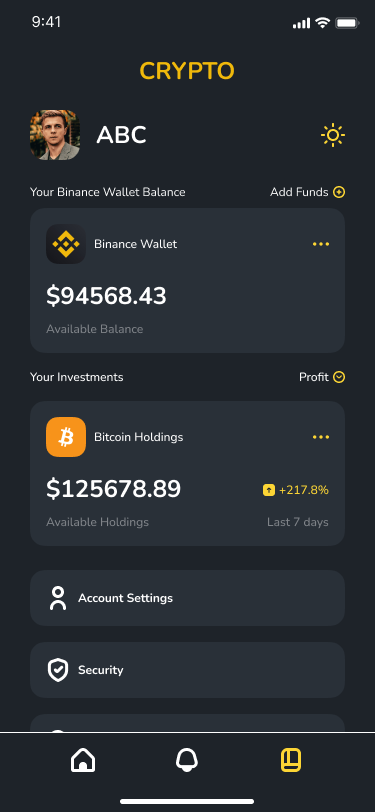 9:41
CRYPTO
ABC
Your Binance Wallet Balance Add Funds
Binance Wallet
$94568.43
Available Balance
Your Investments Profit
Bitcoin Holdings
$125678.89 +217.8%
Available Holdings Last 7 days
Account Settings
Security